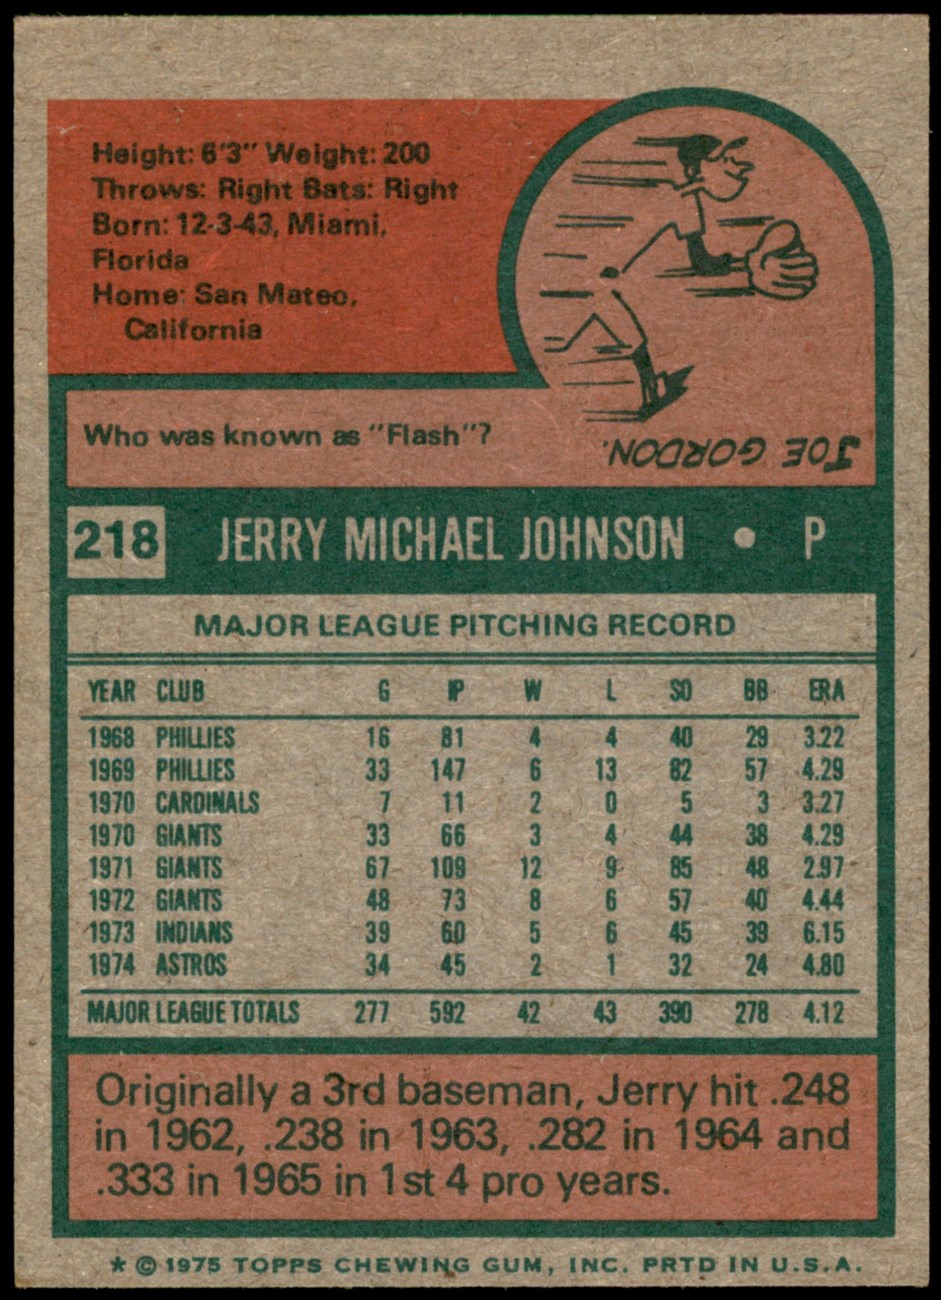 Height: 6'3" Weight: 200
Throws: Right Bats: Right
Born: 12-3-43, Miami,
Florida
Home: San Mateo,
California
Who was known as "Flash"?
JOE GORDON.
218 JERRY MICHAEL JOHNSON • P
MAJOR LEAGUE PITCHING RECORD
YEAR CLUB G IP W L SO BB ERA
1968 PHILLIES 16 81 4 4 40 29 3.22
1969 PHILLIES 33 147 6 13 82 57 4.29
1970 CARDINALS 7 11 2 0 5 3 3.27
1970 GIANTS 33 66 3 4 44 38 4.29
1971 GIANTS 67 109 12 9 85 48 2.97
1972 GIANTS 48 73 8 6 57 40 4.44
1973 INDIANS 39 60 5 6 45 39 6.15
1974 ASTROS 34 45 2 1 32 24 4.80
MAJOR LEAGUE TOTALS 277 592 42 43 390 278 4.12
Originally a 3rd baseman, Jerry hit .248
in 1962, .238 in 1963, .282 in 1964 and
.333 in 1965 in 1st 4 pro years.
* © 1975 TOPPS CHEWING GUM, INC. PRTD IN U.S.A.